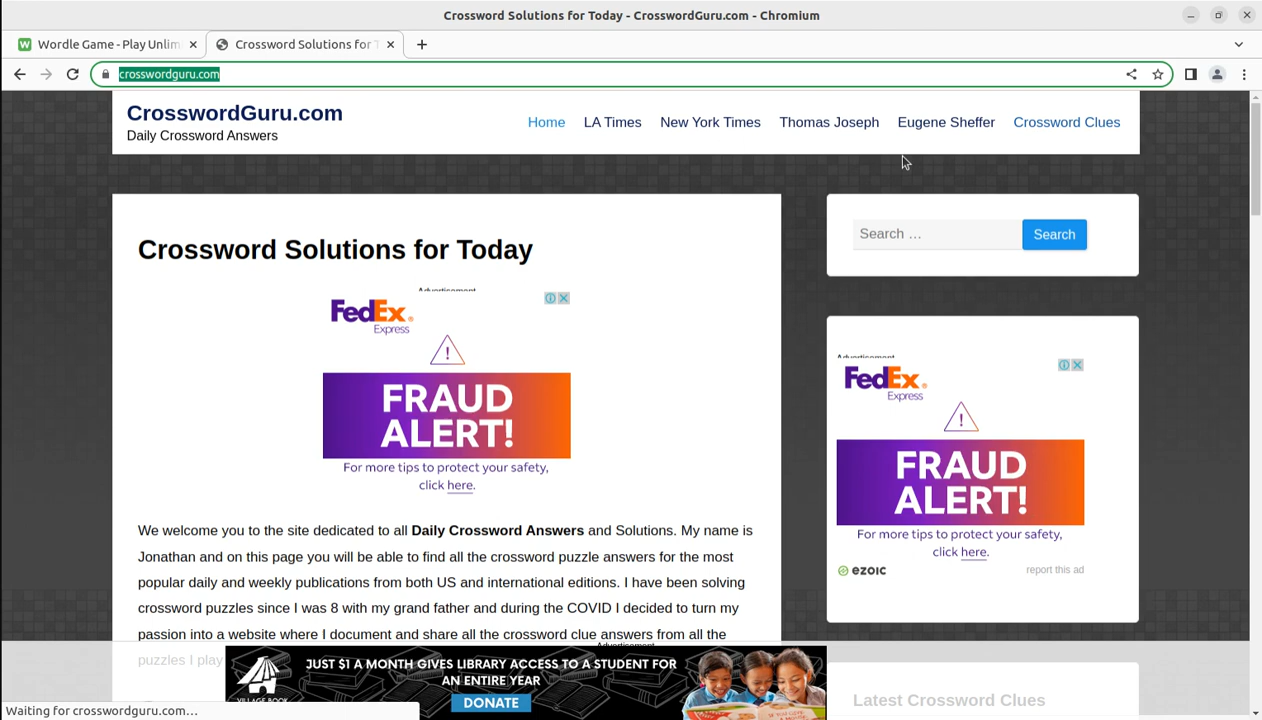 Crossword Solutions for Today - CrosswordGuru.com - Chromium
Wordle Game - Play Unlim
Crossword Solutions for T
crosswordguru.com
CrosswordGuru.com
Daily Crossword Answers
Home LA Times New York Times Thomas Joseph Eugene Sheffer Crossword Clues
Crossword Solutions for Today
Search ...
Search
Advertisement
FedEx®
Express
!
FRAUD
ALERT!
For more tips to protect your safety,
click here.
Advertisement
FedEx®
Express
!
FRAUD
ALERT!
For more tips to protect your safety,
click here.
ezoic
report this ad
We welcome you to the site dedicated to all Daily Crossword Answers and Solutions. My name is
Jonathan and on this page you will be able to find all the crossword puzzle answers for the most
popular daily and weekly publications from both US and international editions. I have been solving
crossword puzzles since I was 8 with my grand father and during the COVID I decided to turn my
passion into a website where I document and share all the crossword clue answers from all the
puzzles I play
Advertisement
VILLAGE BOOK
JUST $1 A MONTH GIVES LIBRARY ACCESS TO A STUDENT FOR
AN ENTIRE YEAR
DONATE
Latest Crossword Clues
Waiting for crosswordguru.com...